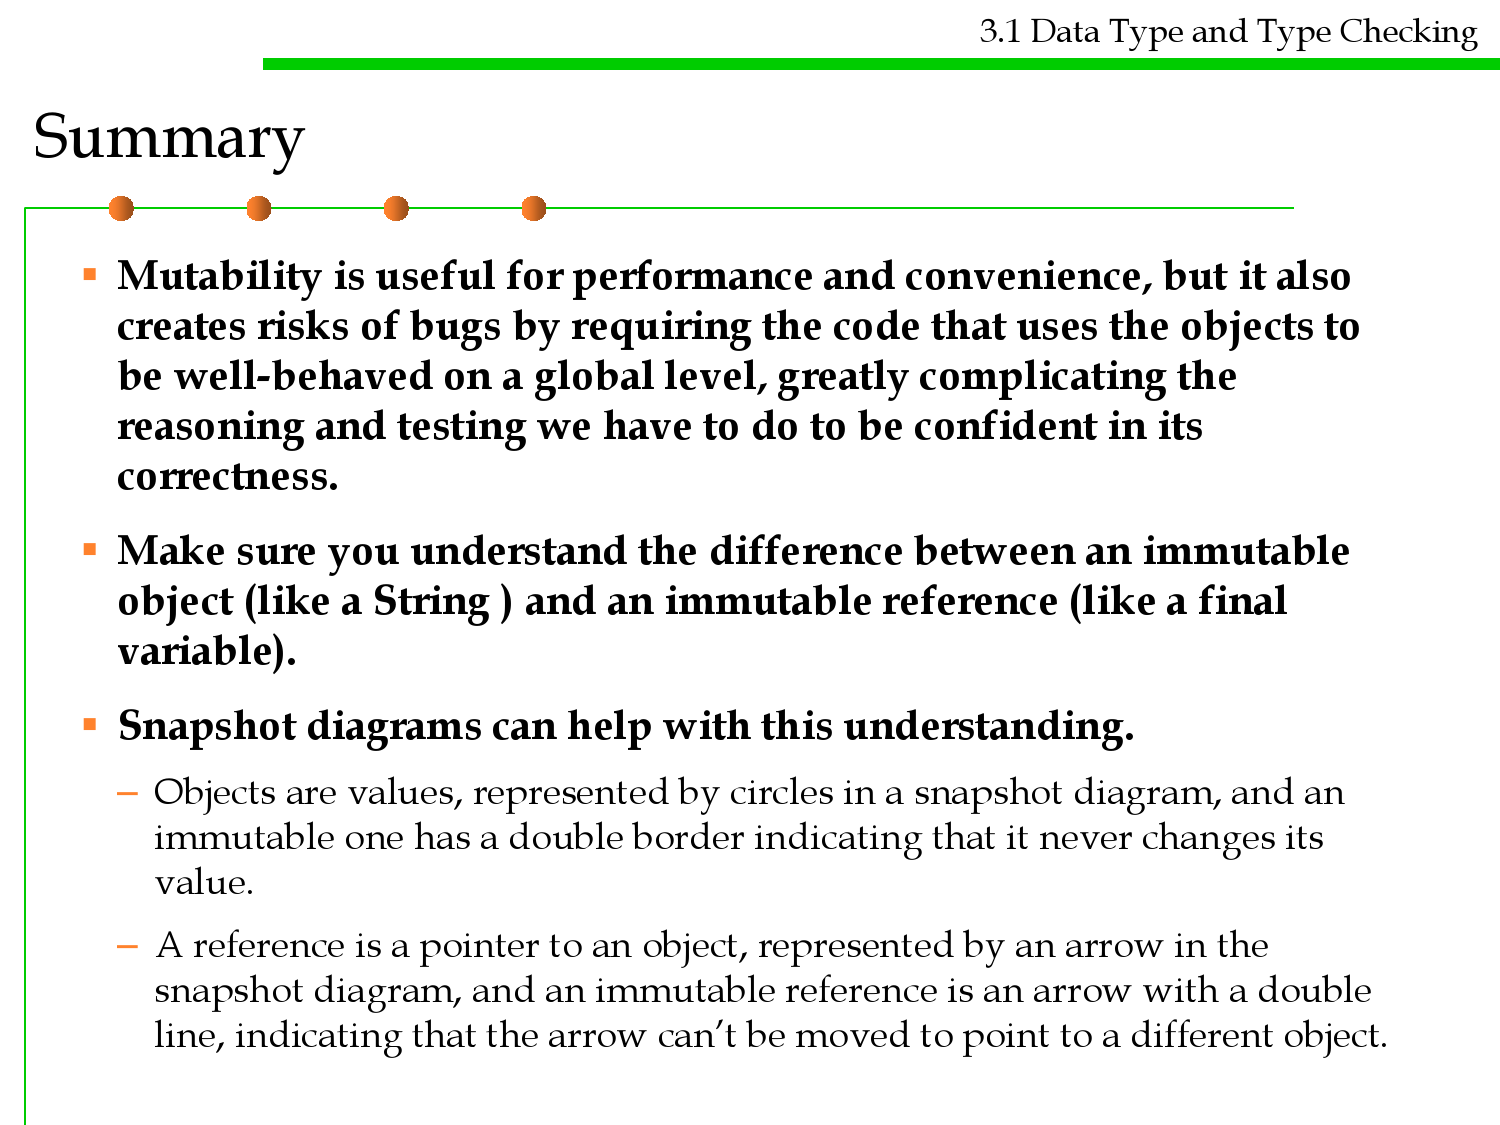 3.1 Data Type and Type Checking
Summary
▪ Mutability is useful for performance and convenience, but it also
creates risks of bugs by requiring the code that uses the objects to
be well-behaved on a global level, greatly complicating the
reasoning and testing we have to do to be confident in its
correctness.
▪ Make sure you understand the difference between an immutable
object (like a String ) and an immutable reference (like a final
variable).
▪ Snapshot diagrams can help with this understanding.
– Objects are values, represented by circles in a snapshot diagram, and an
immutable one has a double border indicating that it never changes its
value.
– A reference is a pointer to an object, represented by an arrow in the
snapshot diagram, and an immutable reference is an arrow with a double
line, indicating that the arrow can’t be moved to point to a different object.